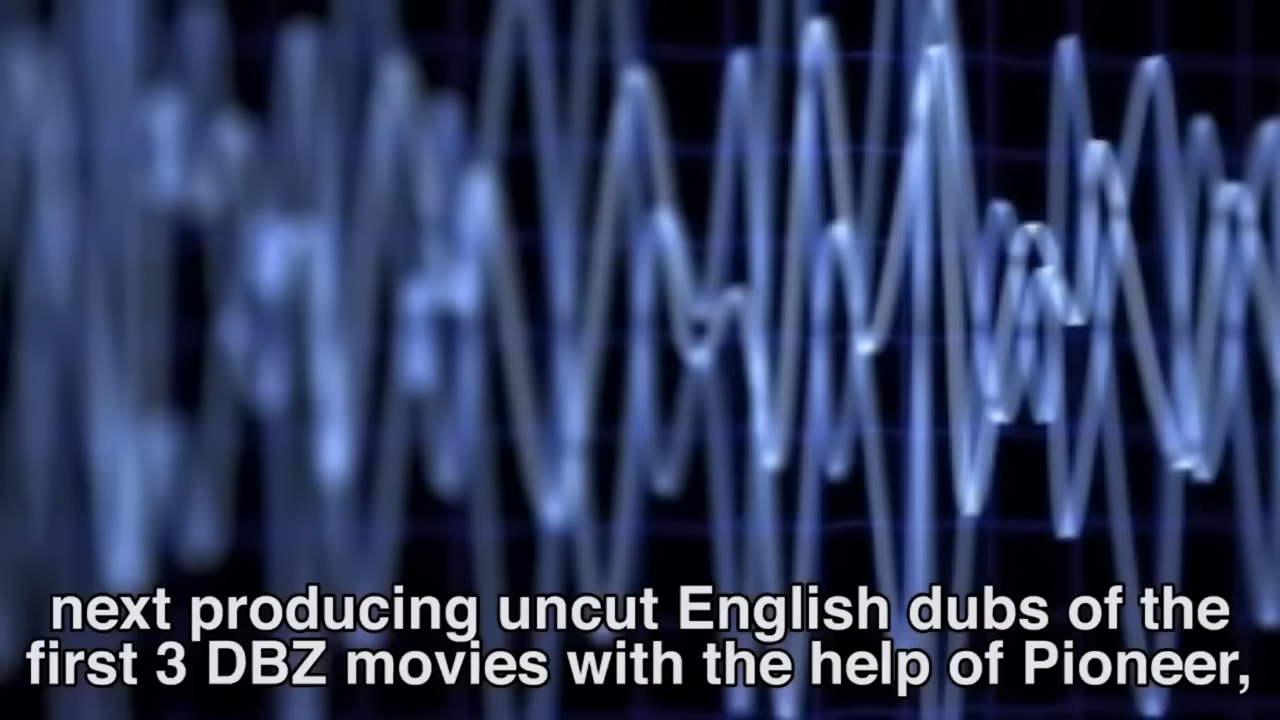 next producing uncut English dubs of the
first 3 DBZ movies with the help of Pioneer,